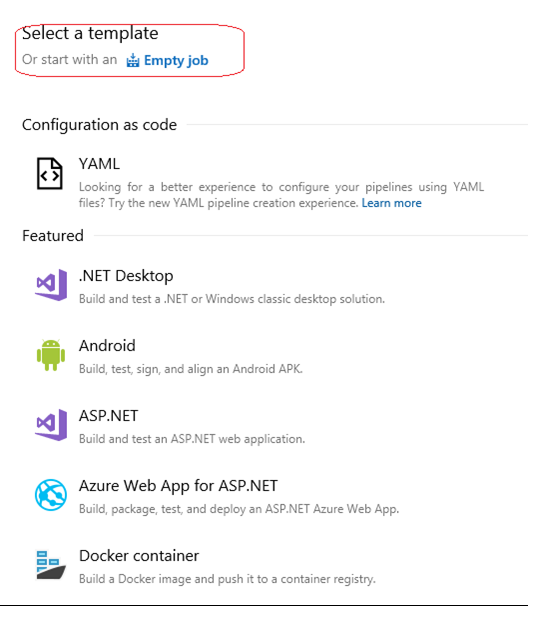 Select a template
Or start with an Empty job
Configuration as code
YAML
Looking for a better experience to configure your pipelines using YAML
files? Try the new YAML pipeline creation experience. Learn more
Featured
.NET Desktop
Build and test a .NET or Windows classic desktop solution.
Android
Build, test, sign, and align an Android APK.
ASP.NET
Build and test an ASP.NET web application.
Azure Web App for ASP.NET
Build, package, test, and deploy an ASP.NET Azure Web App.
Docker container
Build a Docker image and push it to a container registry.